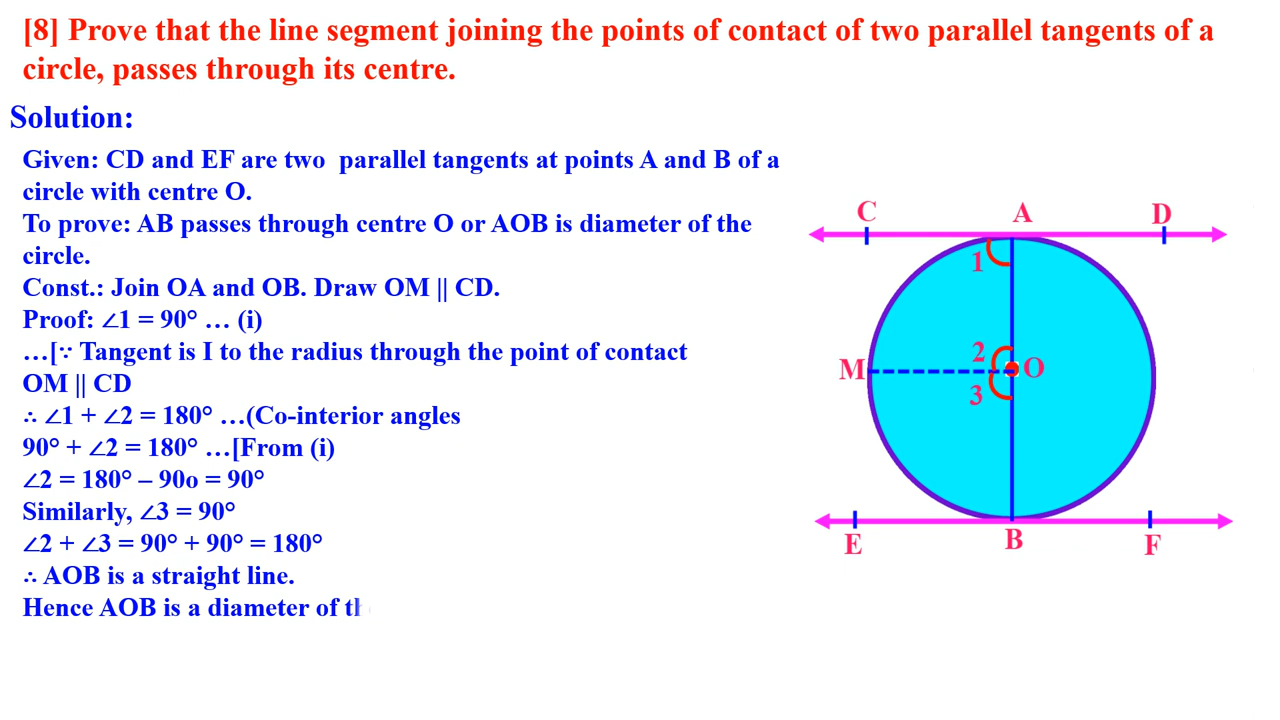 [8] Prove that the line segment joining the points of contact of two parallel tangents of a
circle, passes through its centre.
Solution:
Given: CD and EF are two parallel tangents at points A and B of a
circle with centre O.
To prove: AB passes through centre O or AOB is diameter of the
circle.
Const.: Join OA and OB. Draw OM || CD.
Proof: ∠1 = 90° … (i)
…[∵ Tangent is I to the radius through the point of contact
OM || CD
∴ ∠1 + ∠2 = 180° …(Co-interior angles
90° + ∠2 = 180° …[From (i)
∠2 = 180° – 90o = 90°
Similarly, ∠3 = 90°
∠2 + ∠3 = 90° + 90° = 180°
∴ AOB is a straight line.
Hence AOB is a diameter of
C A D
1
2
M O
3
E B F